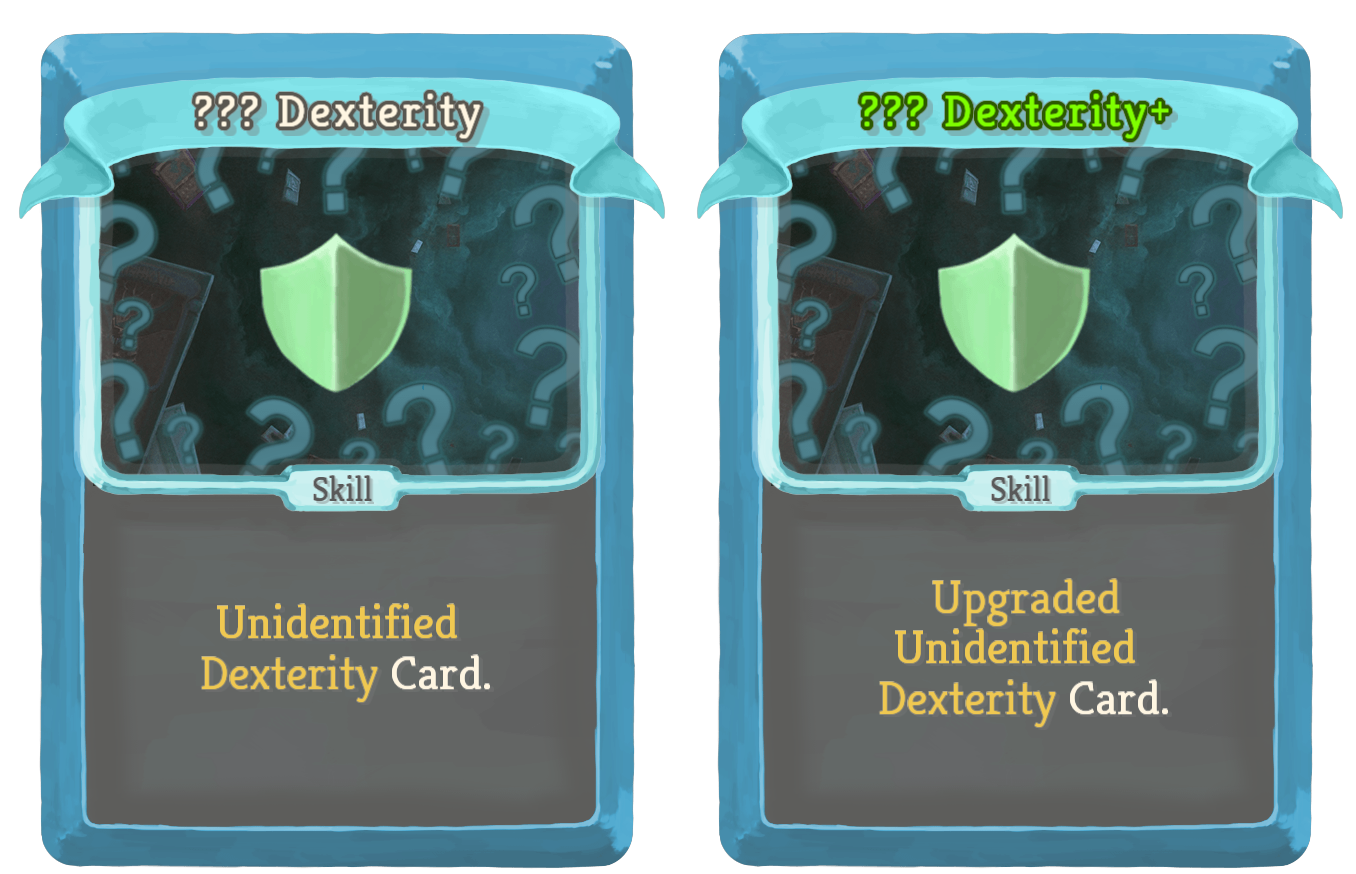 ??? Dexterity
Skill
Unidentified
Dexterity Card.
??? Dexterity+
Skill
Upgraded
Unidentified
Dexterity Card.